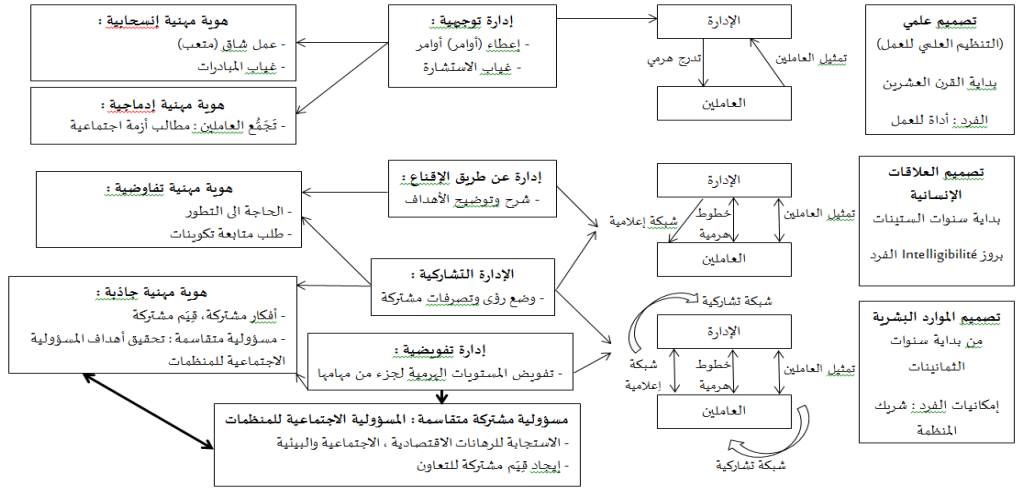 تصميم علمي
(التنظيم العلمي للعمل)
بداية القرن العشرين
الفرد : أداة للعمل
الإدارة
تدرج هرمي
تمثيل العاملين
العاملين
إدارة توجيهية :
- إعطاء (أوامر) أوامر
- غياب الاستشارة
هوية مهنية إنسحابية :
- عمل شاق (متعب)
- غياب المبادرات
هوية مهنية إدماجية :
- تَجَمُّع العاملين : مطالب أزمة اجتماعية
تصميم العلاقات
الإنسانية
بداية سنوات الستينات
بروز Intelligibilité الفرد
الإدارة
تمثيل العاملين
خطوط
هرمية
شبكة إعلامية
العاملين
إدارة عن طريق الإقناع :
- شرح وتوضيح الأهداف
هوية مهنية تفاوضية :
- الحاجة الى التطور
- طلب متابعة تكوينات
الإدارة التشاركية :
- وضع رؤى وتصرفات مشتركة
هوية مهنية جاذبة :
- أفكار مشتركة، قِيَم مشتركة
- مسؤولية متقاسمة : تحقيق أهداف المسؤولية
الاجتماعية للمنظمات
تصميم الموارد البشرية
من بداية سنوات
الثمانينات
إمكانيات الفرد : شريك
المنظمة
شبكة تشاركية
الإدارة
تمثيل العاملين
خطوط
هرمية
شبكة
إعلامية
العاملين
شبكة تشاركية
إدارة تفويضية :
- تفويض المستويات الهرمية لجزء من مهامها
مسؤولية مشتركة متقاسمة : المسؤولية الاجتماعية للمنظمات
- الاستجابة للرهانات الاقتصادية ، الاجتماعية والبيئية
- إيجاد قِيَم مشتركة للتعاون